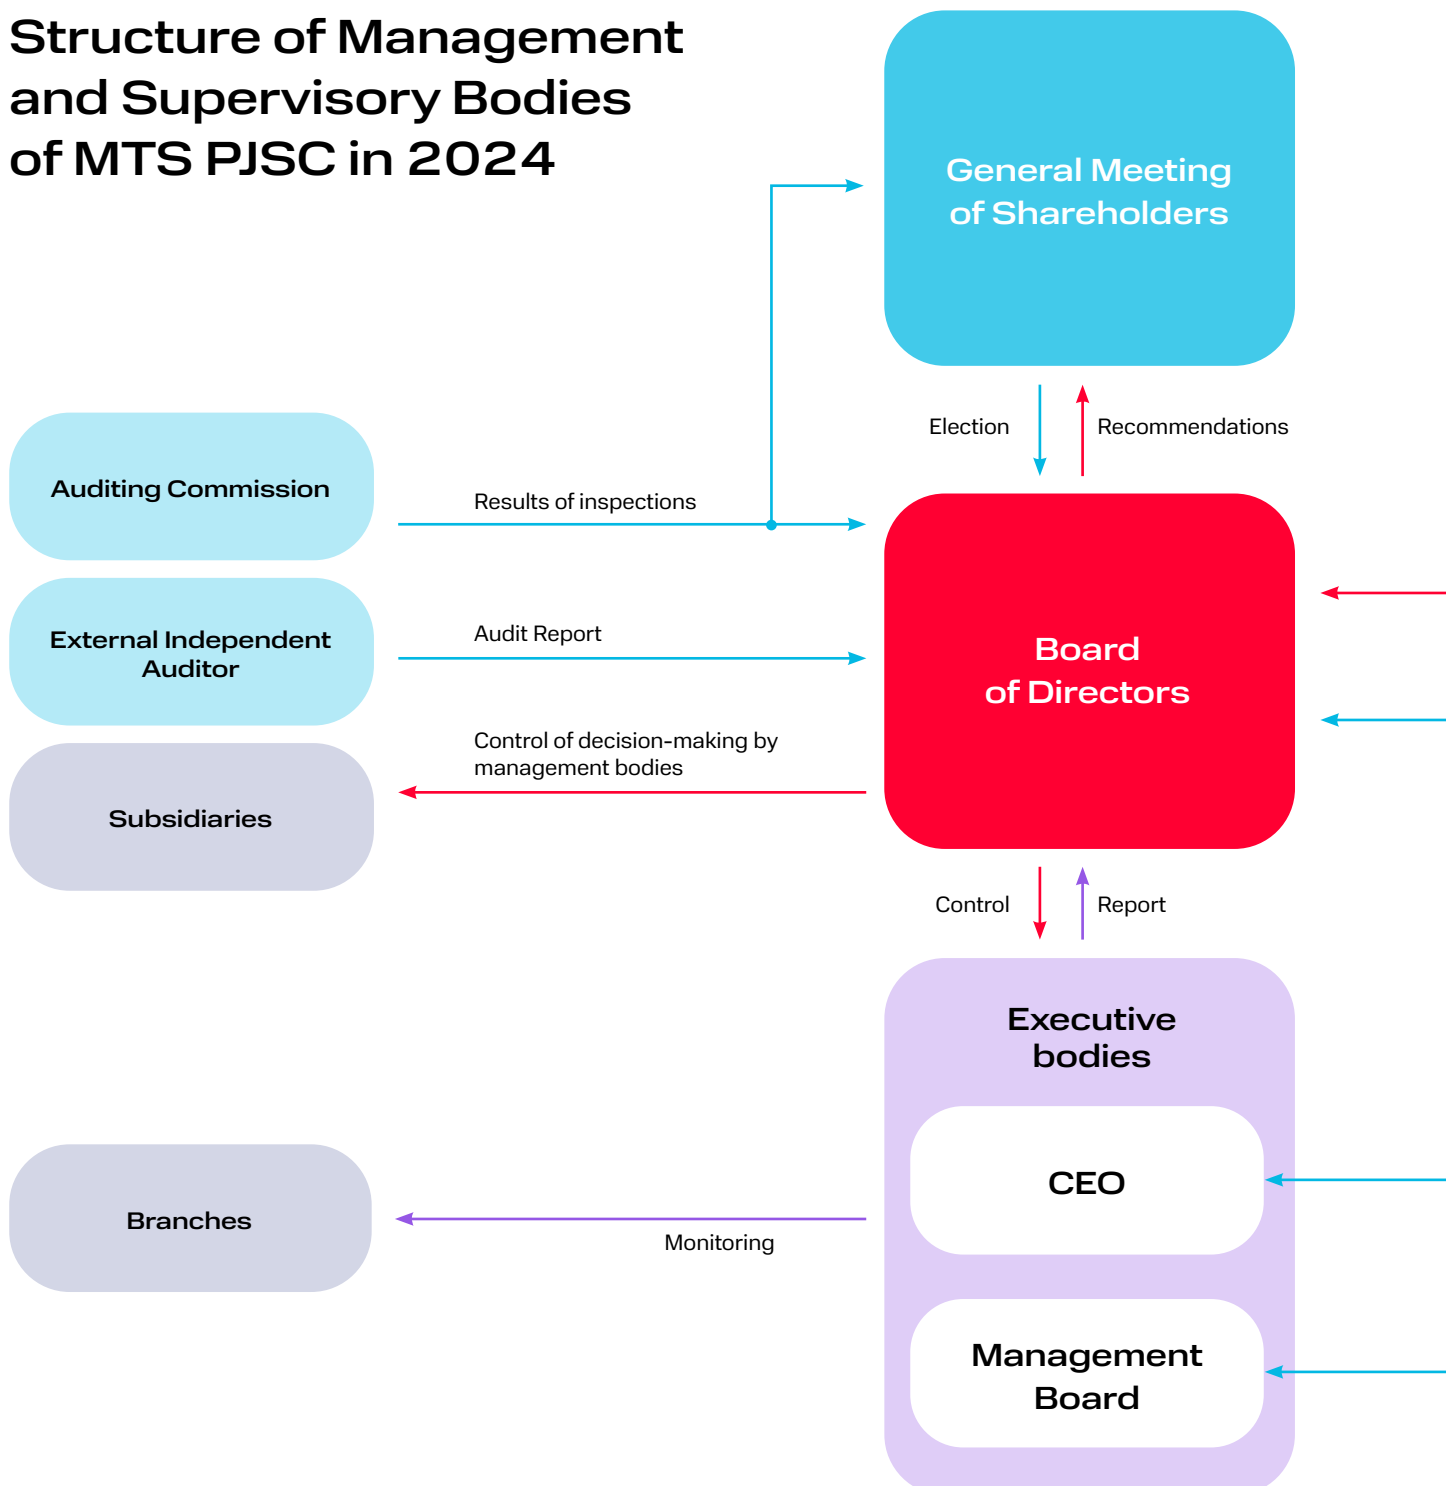 Structure of Management
and Supervisory Bodies
of MTS PJSC in 2024
General Meeting
of Shareholders
Election
Recommendations
Auditing Commission
Results of inspections
External Independent
Auditor
Audit Report
Board
of Directors
Control of decision-making by
management bodies
Subsidiaries
Control
Report
Executive
bodies
CEO
Branches
Monitoring
Management
Board